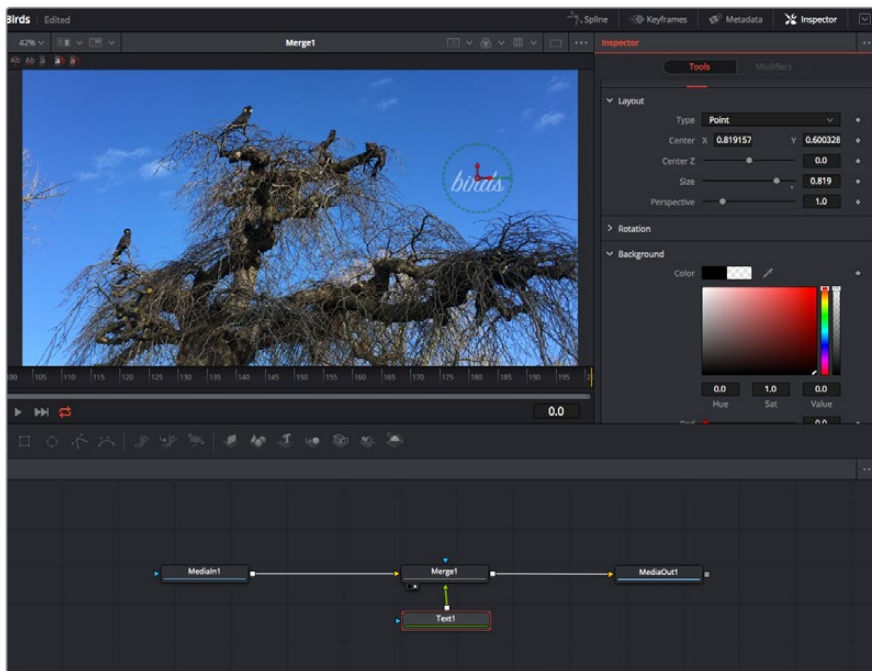 Birds Edited Spline Keyframes Metadata Inspector
42% Merge1 Inspector
Tools Modifiers
Layout
Type Point
Center X 0.819157 Y 0.600328
Center Z 0.0
Size 0.819
Perspective 1.0
Rotation
Background
Color
birds
105 110 115 120 125 130 135 140 145 150 155 160 165 170 175 180 185 190 195
0.0
0.0 1.0 0.0
Hue Sat Value
MediaIn1 Merge1 MediaOut1
Text1